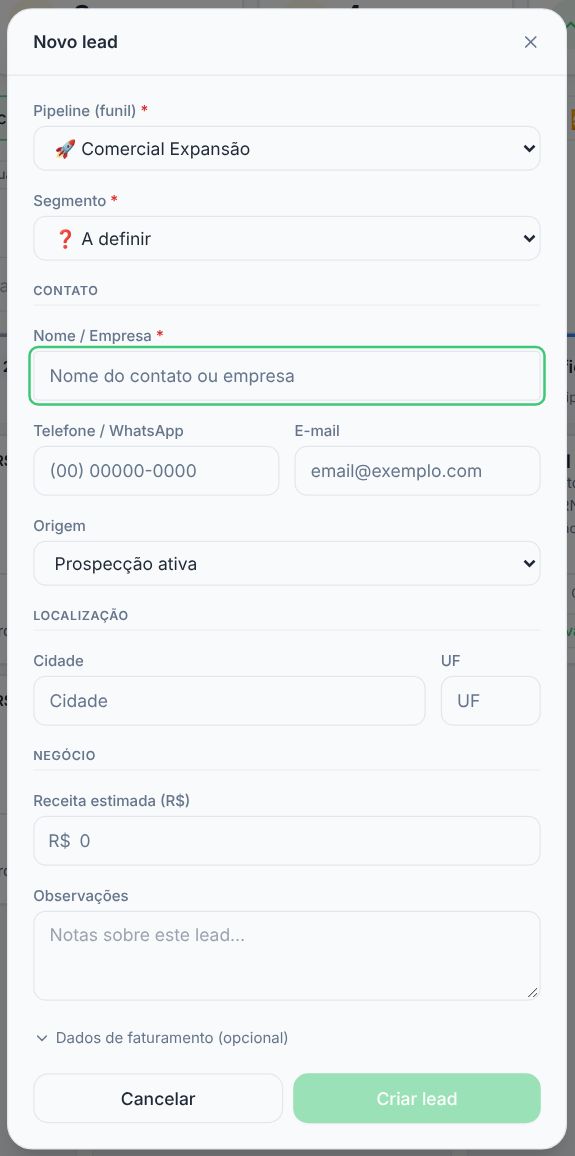 Novo lead
Pipeline (funil) *
🚀 Comercial Expansão
Segmento *
❓ A definir
CONTATO
Nome / Empresa *
Nome do contato ou empresa
Telefone / WhatsApp E-mail
(00) 00000-0000 email@exemplo.com
Origem
Prospecção ativa
LOCALIZAÇÃO
Cidade UF
Cidade UF
NEGÓCIO
Receita estimada (R$)
R$ 0
Observações
Notas sobre este lead...
Dados de faturamento (opcional)
Cancelar Criar lead